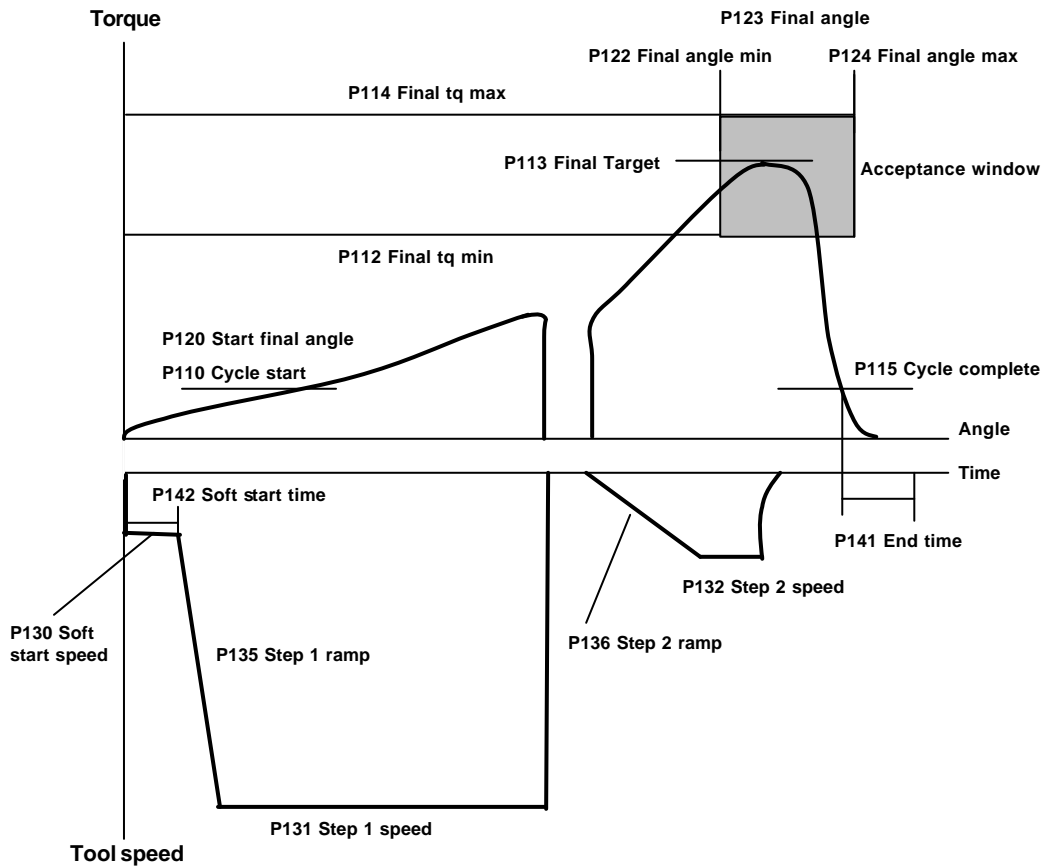 P123 Final angle
Torque
P122 Final angle min
P124 Final angle max
P114 Final tq max
P113 Final Target
Acceptance window
P112 Final tq min
P120 Start final angle
P110 Cycle start
P115 Cycle complete
Angle
Time
P142 Soft start time
P141 End time
P132 Step 2 speed
P130 Soft
start speed
P135 Step 1 ramp
P136 Step 2 ramp
P131 Step 1 speed
Tool speed